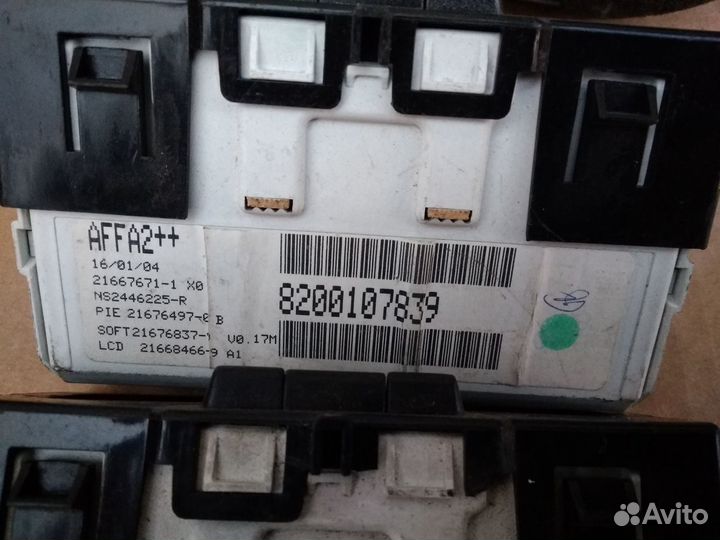 AFFA2++
16/01/04
21667671-1 X0
NS2446225-R
PIE 21676497-0 B
SOFT21676837- V0.17M
LCD 21668466-9 A1
8200107839
Avito